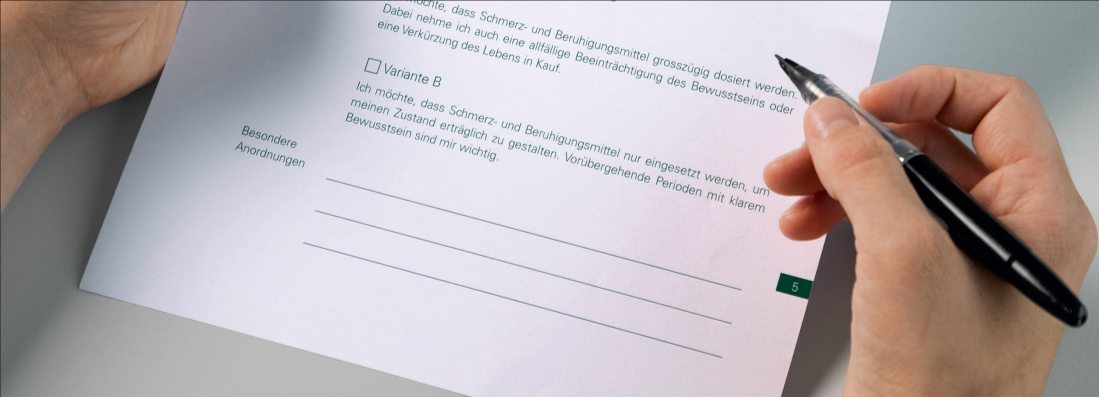 möchte, dass Schmerz- und Beruhigungsmittel grosszügig dosiert werden.
Dabei nehme ich auch eine allfällige Beeinträchtigung des Bewusstseins oder
eine Verkürzung des Lebens in Kauf.
Variante B
Ich möchte, dass Schmerz- und Beruhigungsmittel nur eingesetzt werden, um
meinen Zustand erträglich zu gestalten. Vorübergehende Perioden mit klarem
Bewusstsein sind mir wichtig.
Besondere
Anordnungen
5